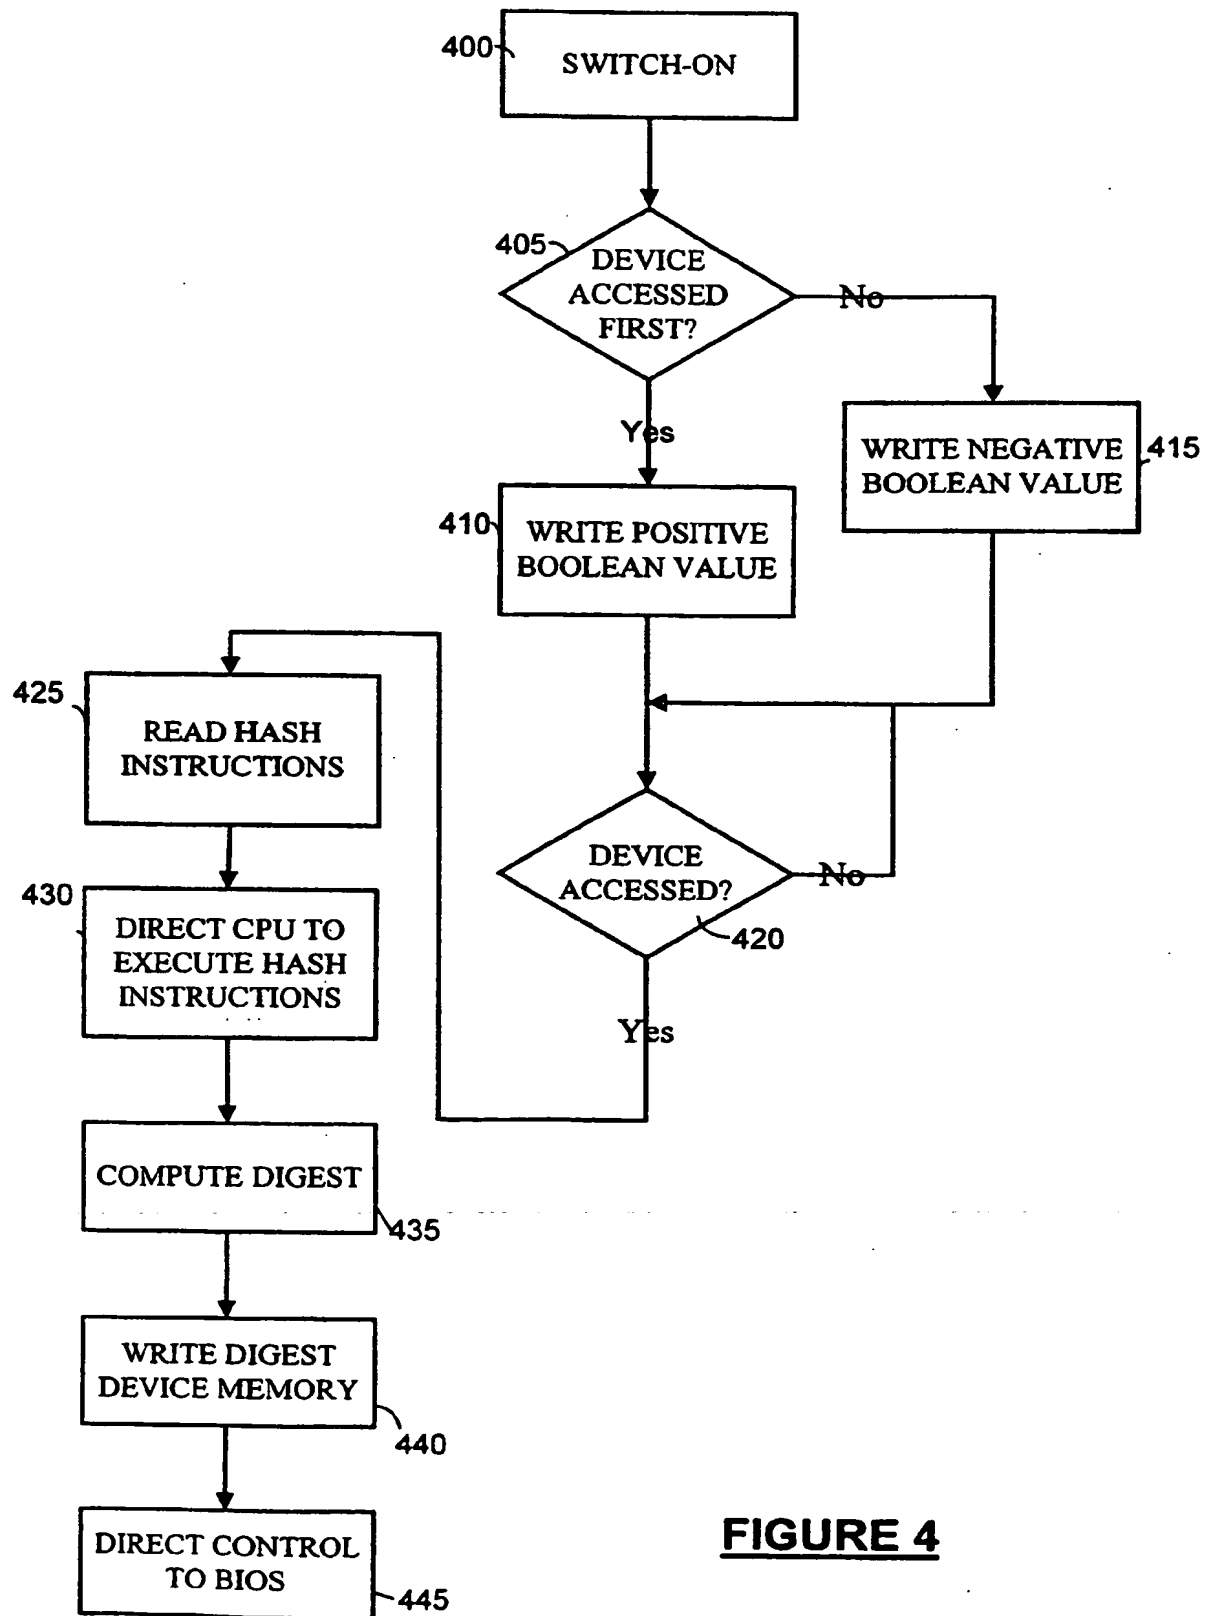 400
SWITCH-ON
405
DEVICE
ACCESSED
FIRST?
No
Yes
WRITE NEGATIVE
BOOLEAN VALUE
415
410
WRITE POSITIVE
BOOLEAN VALUE
425
READ HASH
INSTRUCTIONS
DEVICE
ACCESSED?
No
420
Yes
430
DIRECT CPU TO
EXECUTE HASH
INSTRUCTIONS
COMPUTE DIGEST
435
WRITE DIGEST
DEVICE MEMORY
440
DIRECT CONTROL
TO BIOS
445
FIGURE 4